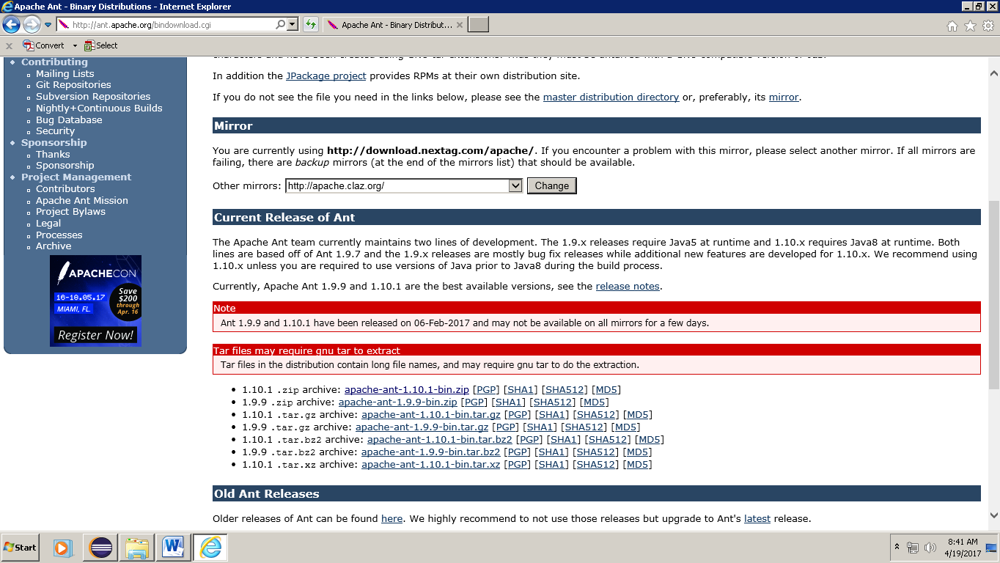 Apache Ant - Binary Distributions - Internet Explorer
http://ant.apache.org/bindownload.cgi
Apache Ant - Binary Distribut...
Convert
Select
Contributing
Mailing Lists
Git Repositories
Subversion Repositories
Nightly+Continuous Builds
Bug Database
Security
Sponsorship
Thanks
Sponsorship
Project Management
Contributors
Apache Ant Mission
Project Bylaws
Legal
Processes
Archive
APACHECON
16-18.05.17
MIAMI, FL.
Save
$200
through
Apr. 16
Register Now!
In addition the JPackage project provides RPMs at their own distribution site.
If you do not see the file you need in the links below, please see the master distribution directory or, preferably, its mirror.
Mirror
You are currently using http://download.nextag.com/apache/. If you encounter a problem with this mirror, please select another mirror. If all mirrors are
failing, there are backup mirrors (at the end of the mirrors list) that should be available.
Other mirrors: http://apache.claz.org/ Change
Current Release of Ant
The Apache Ant team currently maintains two lines of development. The 1.9.x releases require Java5 at runtime and 1.10.x requires Java8 at runtime. Both
lines are based off of Ant 1.9.7 and the 1.9.x releases are mostly bug fix releases while additional new features are developed for 1.10.x. We recommend using
1.10.x unless you are required to use versions of Java prior to Java8 during the build process.
Currently, Apache Ant 1.9.9 and 1.10.1 are the best available versions, see the release notes.
Note
Ant 1.9.9 and 1.10.1 have been released on 06-Feb-2017 and may not be available on all mirrors for a few days.
Tar files may require gnu tar to extract
Tar files in the distribution contain long file names, and may require gnu tar to do the extraction.
1.10.1 .zip archive: apache-ant-1.10.1-bin.zip [PGP] [SHA1] [SHA512] [MD5]
1.9.9 .zip archive: apache-ant-1.9.9-bin.zip [PGP] [SHA1] [SHA512] [MD5]
1.10.1 .tar.gz archive: apache-ant-1.10.1-bin.tar.gz [PGP] [SHA1] [SHA512] [MD5]
1.9.9 .tar.gz archive: apache-ant-1.9.9-bin.tar.gz [PGP] [SHA1] [SHA512] [MD5]
1.10.1 .tar.bz2 archive: apache-ant-1.10.1-bin.tar.bz2 [PGP] [SHA1] [SHA512] [MD5]
1.9.9 .tar.bz2 archive: apache-ant-1.9.9-bin.tar.bz2 [PGP] [SHA1] [SHA512] [MD5]
1.10.1 .tar.xz archive: apache-ant-1.10.1-bin.tar.xz [PGP] [SHA1] [SHA512] [MD5]
Old Ant Releases
Older releases of Ant can be found here. We highly recommend to not use those releases but upgrade to Ant's latest release.
Start
8:41 AM
4/19/2017